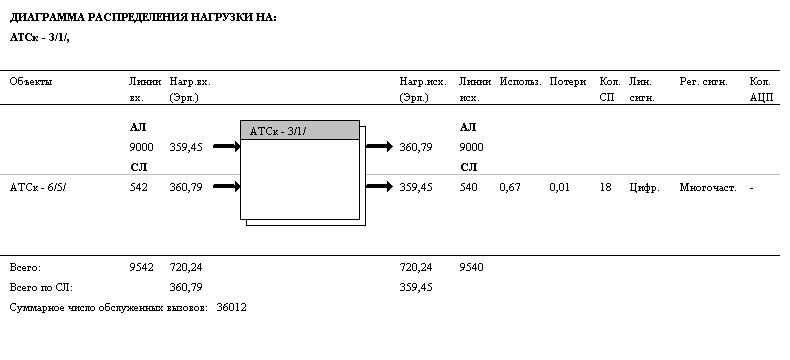 ДИАГРАММА РАСПРЕДЕЛЕНИЯ НАГРУЗКИ НА:
АТСк - 3/1/,
Объекты Линии вх. Нагр.вх. (Эрл.) Нагр.исх. (Эрл.) Линии исх. Использ. Потери Кол. СП Лин. сигн. Рег. сигн. Кол. АЦП
АЛ АТСк - 3/1/ АЛ
9000 359,45 360,79 9000
СЛ СЛ
АТСк - 6/5/ 542 360,79 359,45 540 0,67 0,01 18 Цифр. Многочаст. -
Всего: 9542 720,24 720,24 9540
Всего по СЛ: 360,79 359,45
Суммарное число обслуженных вызовов: 36012